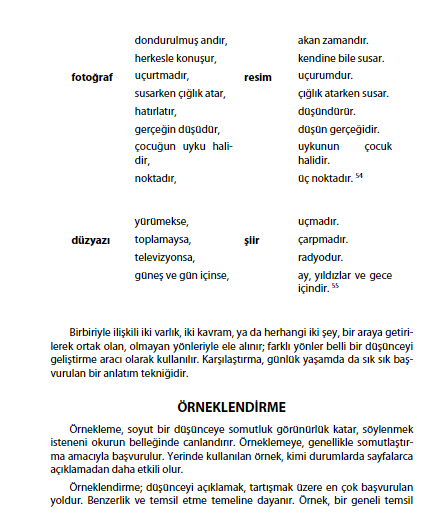 dondurulmuş andır, akan zamandır.
herkesle konuşur, kendine bile susar.
fotoğraf uçurtmadır, resim uçurumdur.
susarken çığlık atar, çığlık atarken susar.
hatırlatır, düşündürür.
gerçeğin düşüdür, düşün gerçeğidir.
çocuğun uyku hali- uykunun çocuk
dir, halidir.
noktadır, üç noktadır. 54
yürümekse, uçmadır.
düzyazı toplamaysa, şiir çarpmadır.
televizyonsa, radyodur.
güneş ve gün içinse, ay, yıldızlar ve gece
içindir. 55
Birbiriyle ilişkili iki varlık, iki kavram, ya da herhangi iki şey, bir araya getiri-
lerek ortak olan, olmayan yönleriyle ele alınır; farklı yönler belli bir düşünceyi
geliştirme aracı olarak kullanılır. Karşılaştırma, günlük yaşamda da sık sık baş-
vurulan bir anlatım tekniğidir.
ÖRNEKLENDİRME
Örnekleme, soyut bir düşünceye somutluk görünürlük katar, söylenmek
isteneni okurun belleğinde canlandırır. Örneklemeye, genellikle somutlaştır-
ma amacıyla başvurulur. Yerinde kullanılan örnek, kimi durumlarda sayfalarca
açıklamadan daha etkili olur.
Örneklendirme; düşünceyi açıklamak, tartışmak üzere en çok başvurulan
yoldur. Benzerlik ve temsil etme temeline dayanır. Örnek, bir geneli temsil